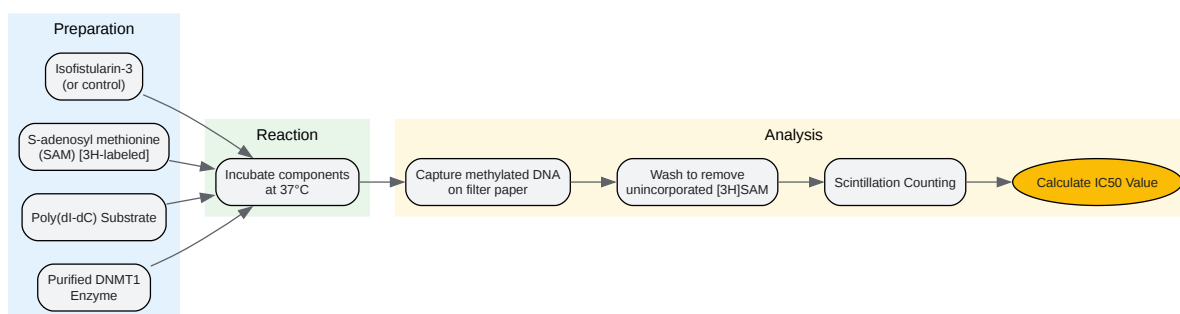 Preparation
Isofistularin-3
(or control)
S-adenosyl methionine
(SAM) [3H-labeled]
Poly(dI-dC) Substrate
Purified DNMT1
Enzyme
Reaction
Incubate components
at 37°C
Analysis
Capture methylated DNA
on filter paper
Wash to remove
unincorporated [3H]SAM
Scintillation Counting
Calculate IC50 Value